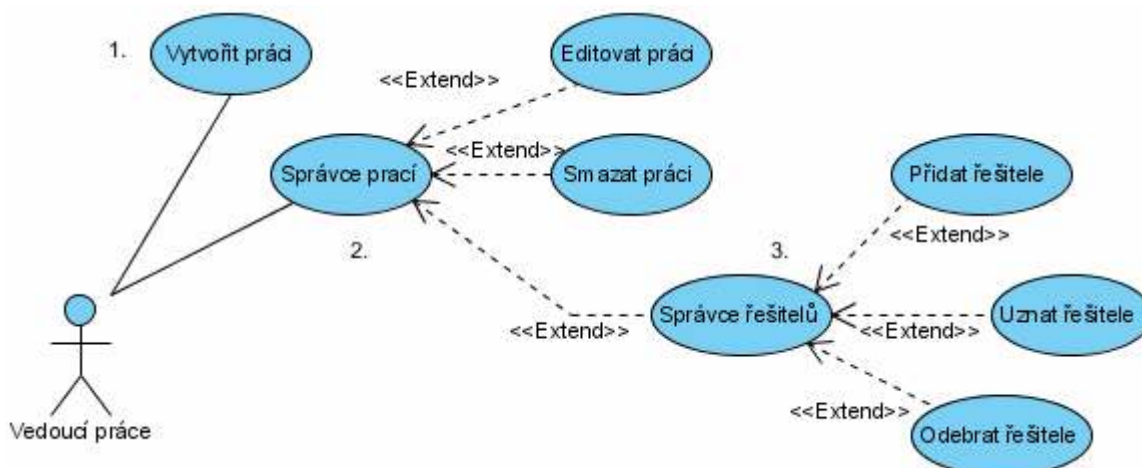 1.
Vytvořit práci
Editovat práci
<<Extend>>
Správce prací
<<Extend>>
Smazat práci
Přidat řešitele
<<Extend>>
2.
3.
<<Extend>>
Správce řešitelů
<<Extend>>
Uznat řešitele
<<Extend>>
Odebrat řešitele
Vedoucí práce